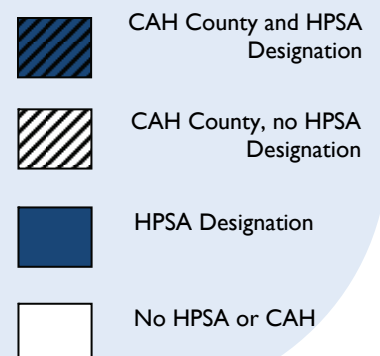 CAH County and HPSA
Designation
CAH County, no HPSA
Designation
HPSA Designation
No HPSA or CAH